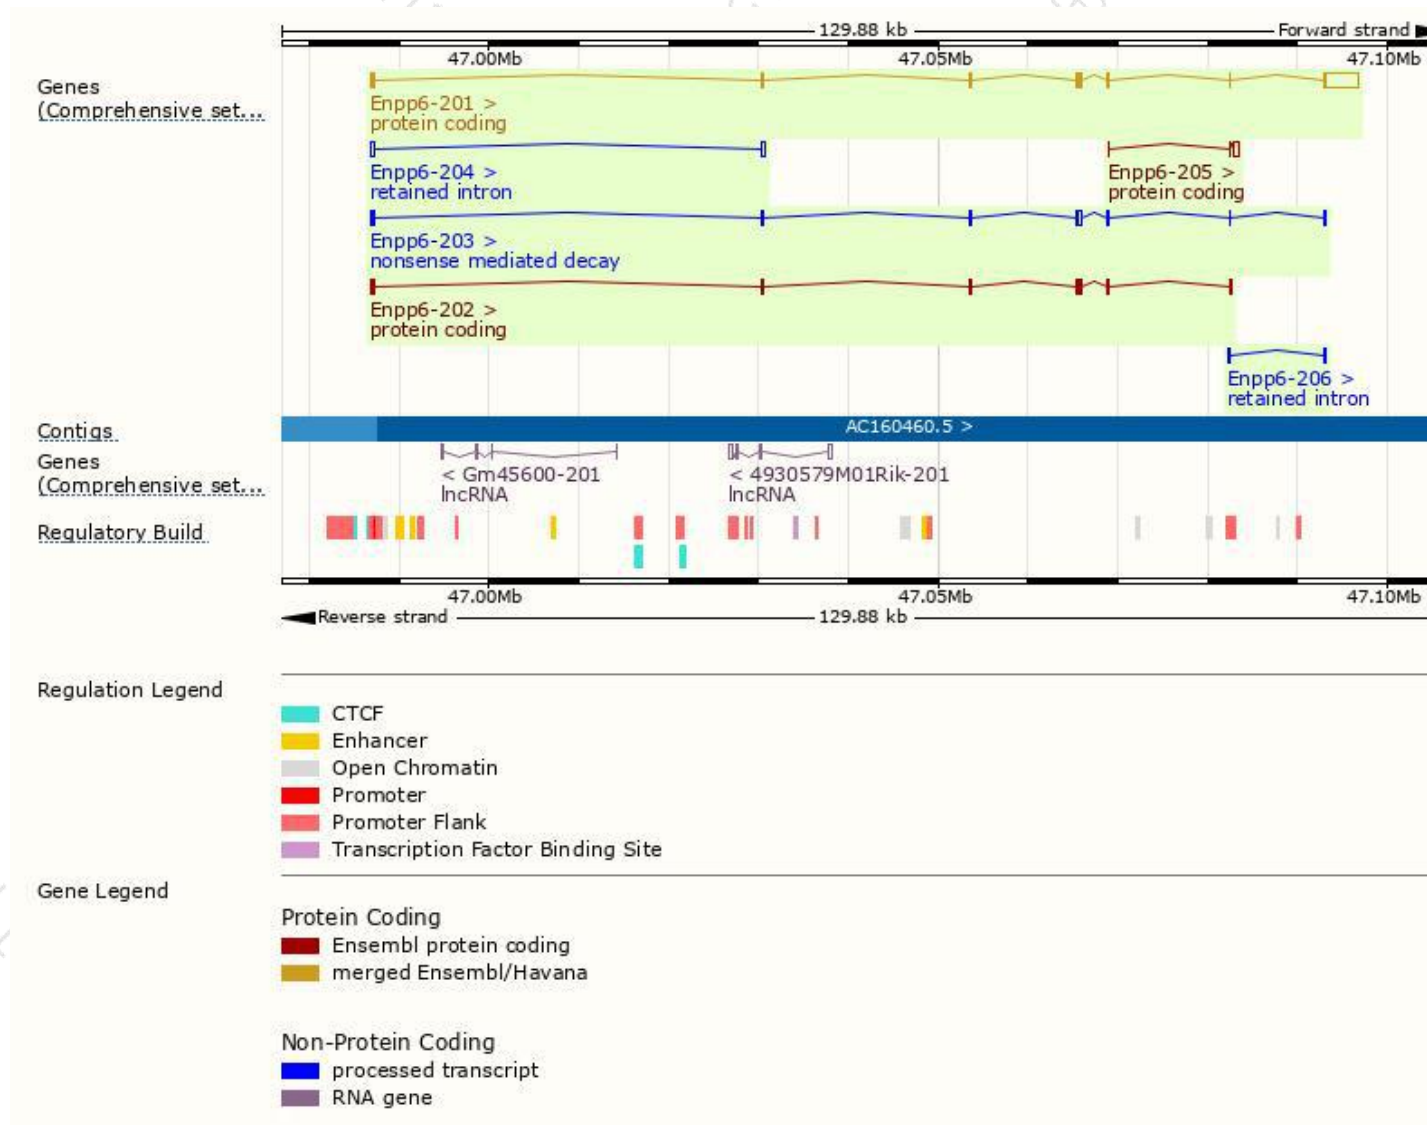 129.88 kb
Forward strand
47.00Mb 47.05Mb 47.10Mb
Genes
(Comprehensive set...
Enpp6-201 >
protein coding
Enpp6-204 >
retained intron
Enpp6-205 >
protein coding
Enpp6-203 >
nonsense mediated decay
Enpp6-202 >
protein coding
Enpp6-206 >
retained intron
Contigs
AC160460.5 >
Genes
(Comprehensive set...
< Gm45600-201
lncRNA
< 4930579M01Rik-201
lncRNA
Regulatory Build
47.00Mb 47.05Mb 47.10Mb
Reverse strand
129.88 kb
Regulation Legend
CTCF
Enhancer
Open Chromatin
Promoter
Promoter Flank
Transcription Factor Binding Site
Gene Legend
Protein Coding
Ensembl protein coding
merged Ensembl/Havana
Non-Protein Coding
processed transcript
RNA gene